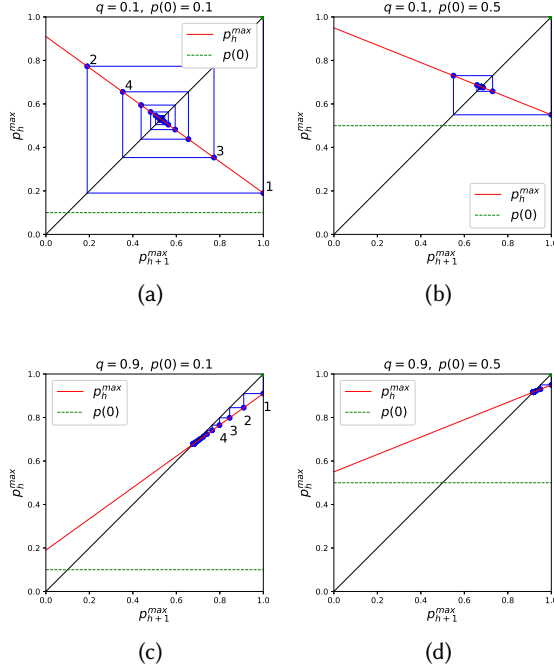 q = 0.1, p(0) = 0.1
1.0
0.8
0.6
0.4
0.2
0.0
0.0 0.2 0.4 0.6 0.8 1.0
p_h^max
p_{h+1}^max
p_h^max
p(0)
2
4
3
1
(a)
q = 0.1, p(0) = 0.5
1.0
0.8
0.6
0.4
0.2
0.0
0.0 0.2 0.4 0.6 0.8 1.0
p_h^max
p_{h+1}^max
p_h^max
p(0)
(b)
q = 0.9, p(0) = 0.1
1.0
0.8
0.6
0.4
0.2
0.0
0.0 0.2 0.4 0.6 0.8 1.0
p_h^max
p_{h+1}^max
p_h^max
p(0)
1
2
3
4
(c)
q = 0.9, p(0) = 0.5
1.0
0.8
0.6
0.4
0.2
0.0
0.0 0.2 0.4 0.6 0.8 1.0
p_h^max
p_{h+1}^max
p_h^max
p(0)
(d)